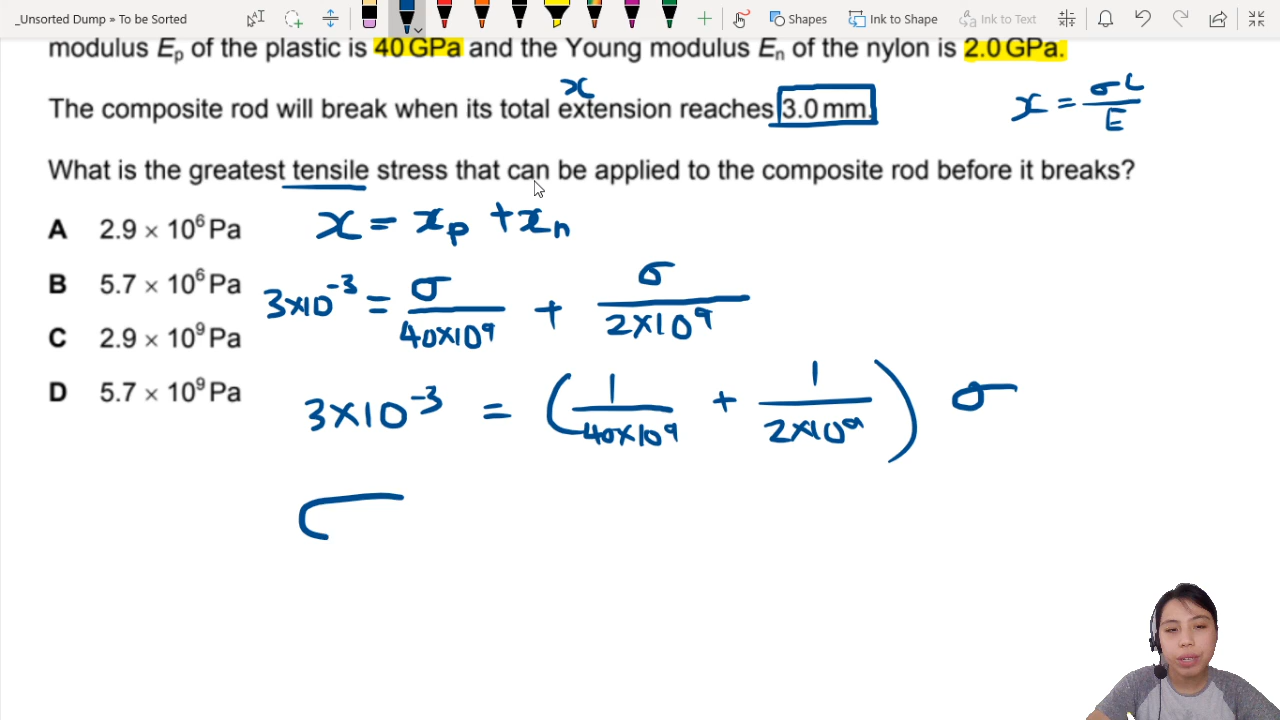 _Unsorted Dump » To be Sorted
Shapes
Ink to Shape
Ink to Text
modulus Ep of the plastic is 40 GPa and the Young modulus En of the nylon is 2.0 GPa.
x
The composite rod will break when its total extension reaches 3.0 mm.
x = σL/E
What is the greatest tensile stress that can be applied to the composite rod before it breaks?
x = xp + xn
A 2.9 × 10⁶ Pa
B 5.7 × 10⁶ Pa
C 2.9 × 10⁹ Pa
D 5.7 × 10⁹ Pa
3×10⁻³ = σ/40×10⁹ + σ/2×10⁹
3×10⁻³ = (1/40×10⁹ + 1/2×10⁹) σ